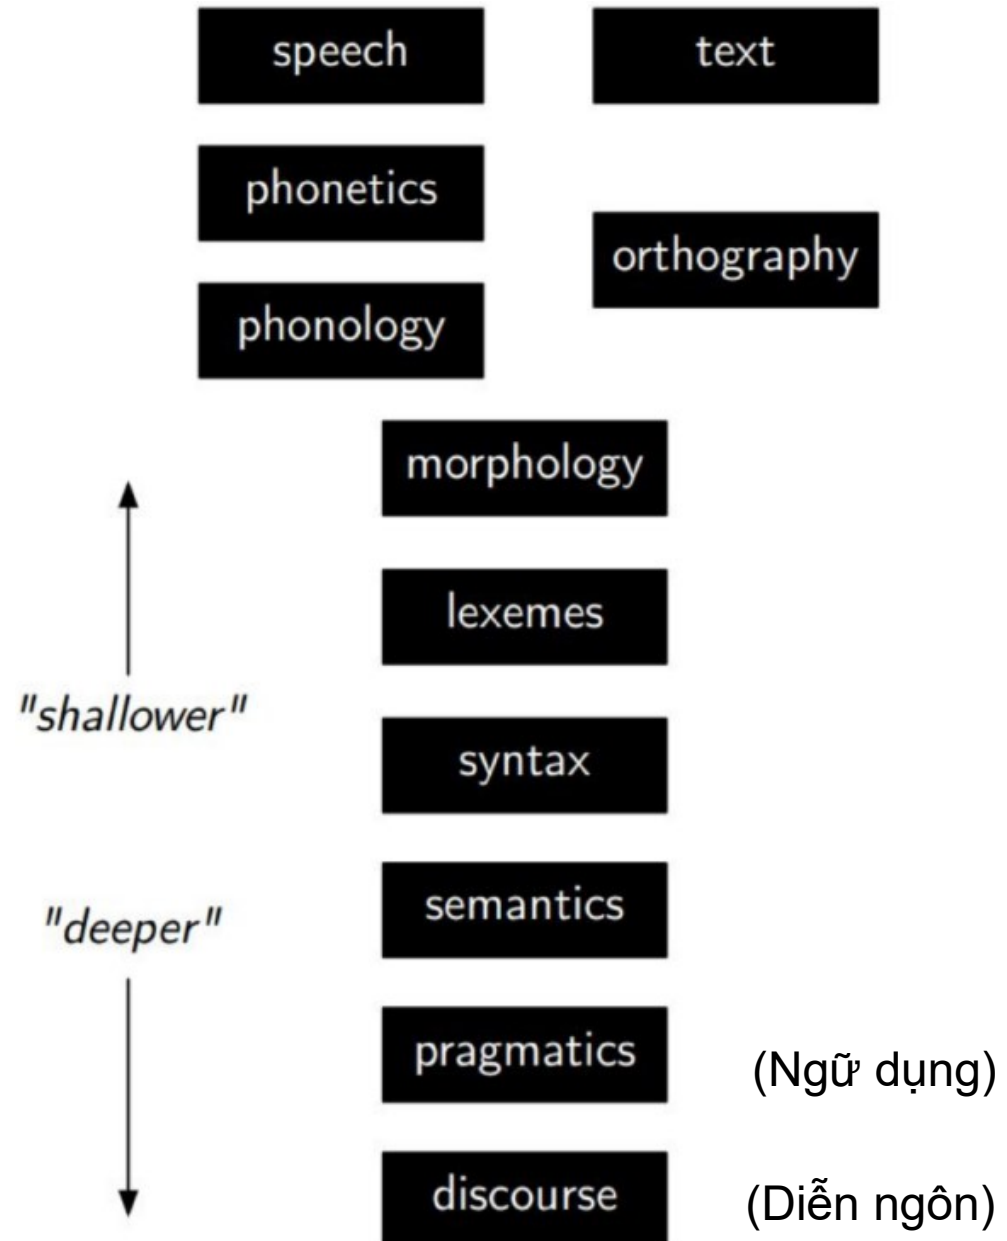 speech
text
phonetics
orthography
phonology
morphology
lexemes
"shallower"
syntax
semantics
"deeper"
pragmatics
(Ngữ dụng)
discourse
(Diễn ngôn)